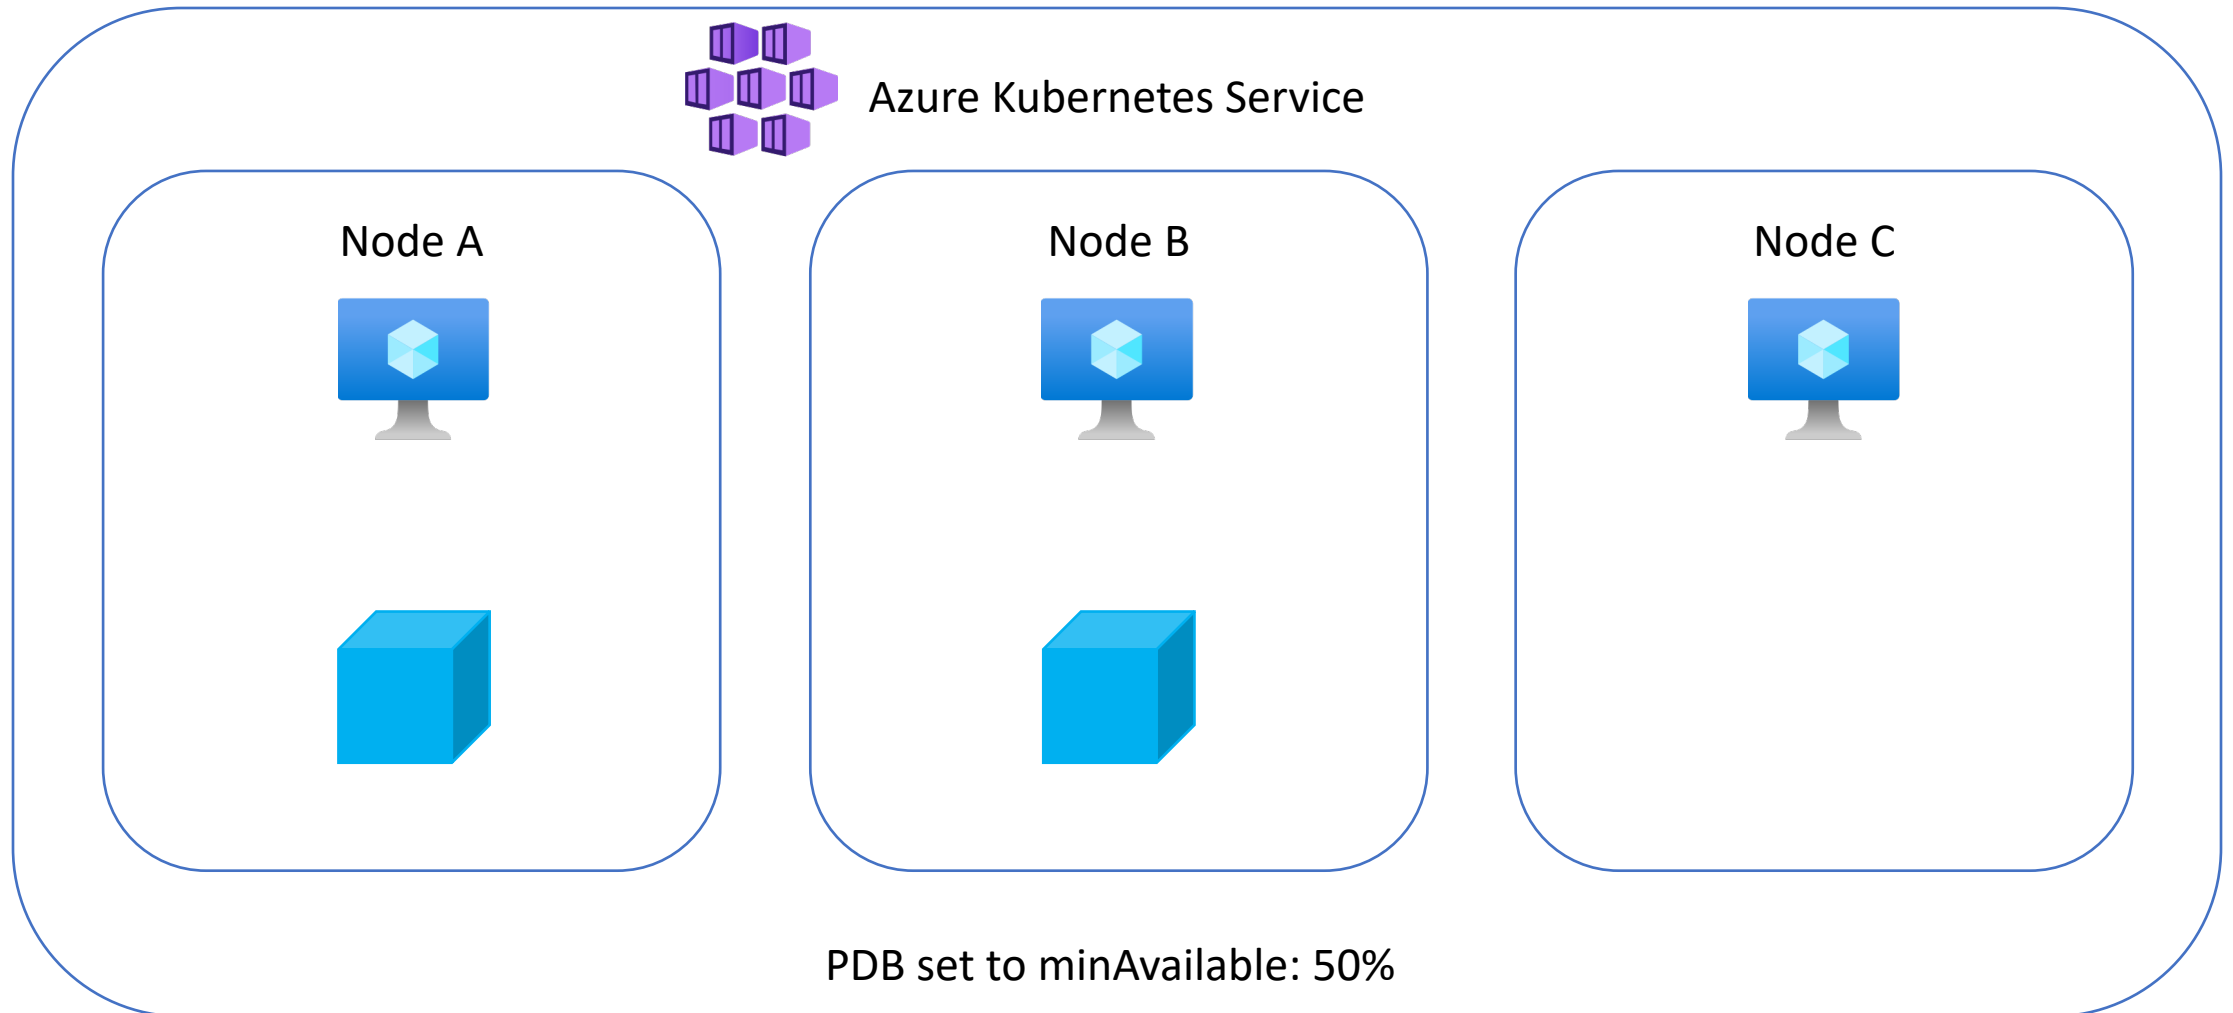 Azure Kubernetes Service
Node A
Node B
Node C
PDB set to minAvailable: 50%